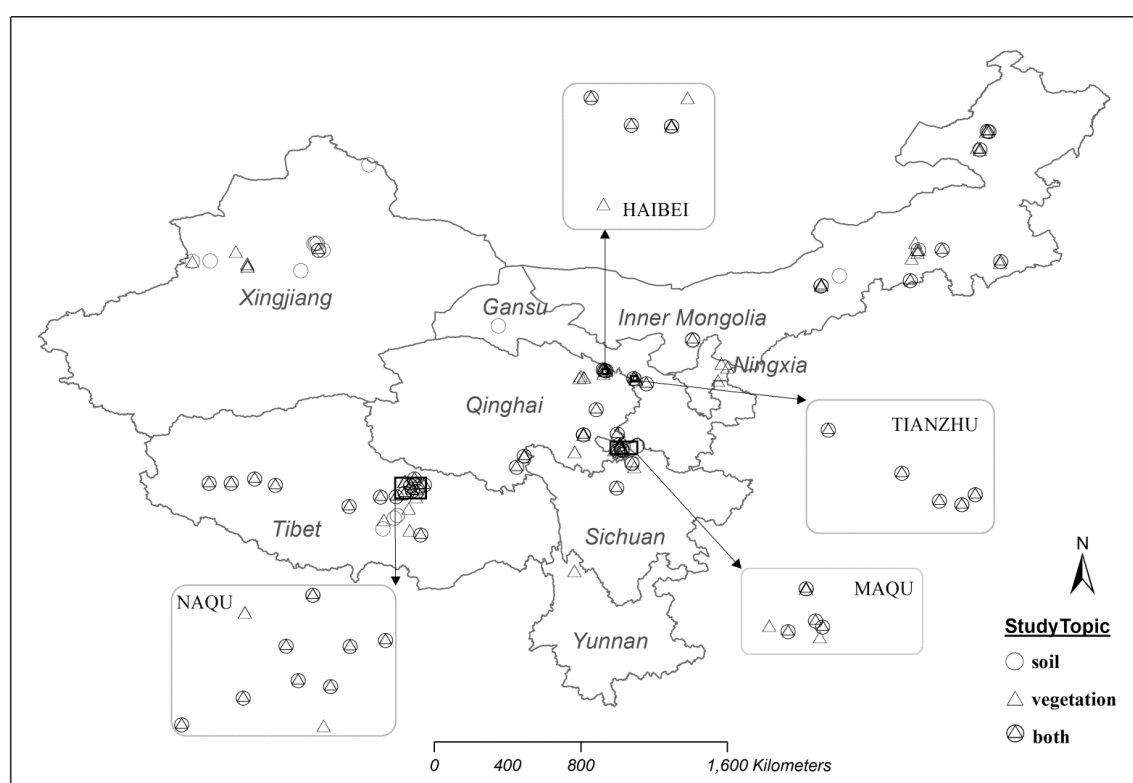 HAIBEI
Xingjiang
Gansu
Inner Mongolia
Ningxia
Qinghai
TIANZHU
Tibet
Sichuan
N
NAQU
MAQU
Yunnan
StudyTopic
soil
vegetation
both
0 400 800 1,600 Kilometers